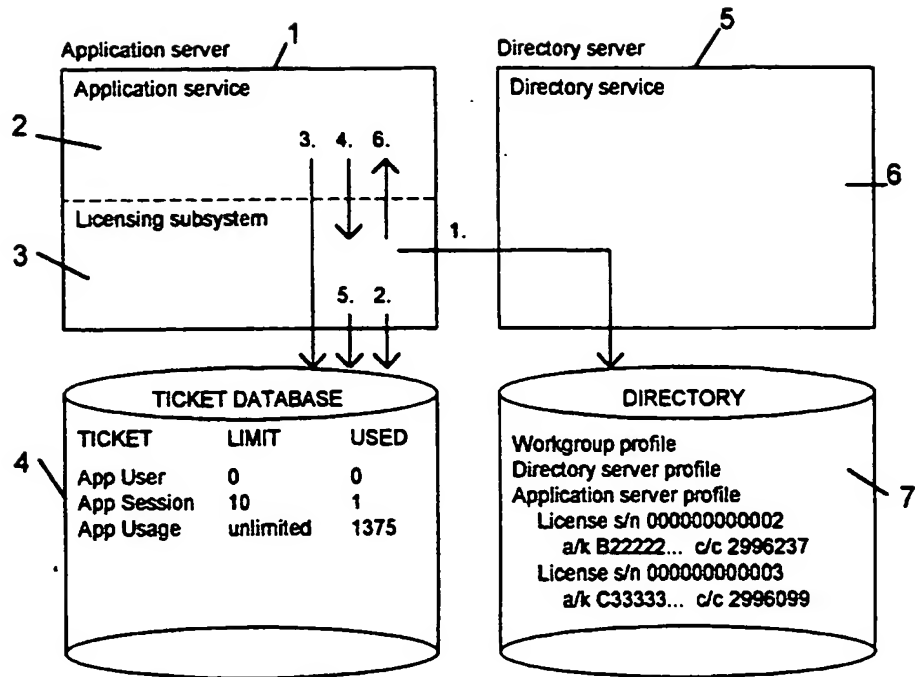 1
5
Application server
Directory server
Application service
Directory service
2
3. 4. 6.
6
Licensing subsystem
1.
3
5. 2.
TICKET DATABASE
DIRECTORY
TICKET LIMIT USED
4
App User 0 0
App Session 10 1
App Usage unlimited 1375
Workgroup profile
Directory server profile
Application server profile
7
License s/n 000000000002
a/k B22222... c/c 2996237
License s/n 000000000003
a/k C33333... c/c 2996099